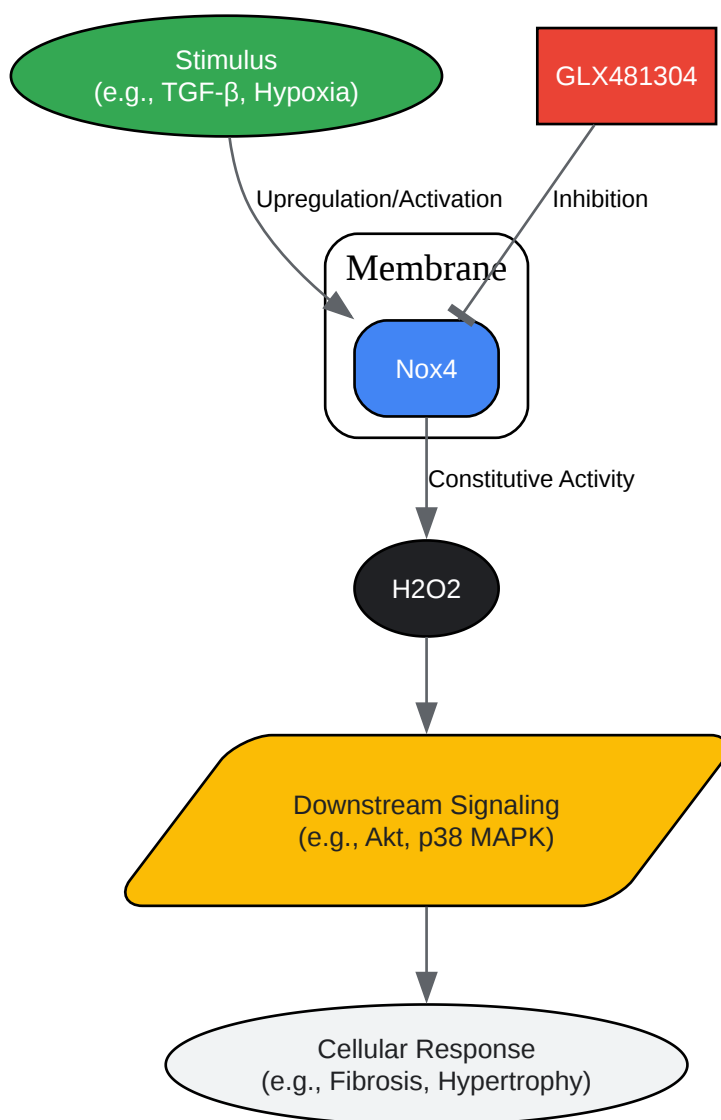 Stimulus
(e.g., TGF-β, Hypoxia)
GLX481304
Upregulation/Activation
Inhibition
Membrane
Nox4
Constitutive Activity
H2O2
Downstream Signaling
(e.g., Akt, p38 MAPK)
Cellular Response
(e.g., Fibrosis, Hypertrophy)